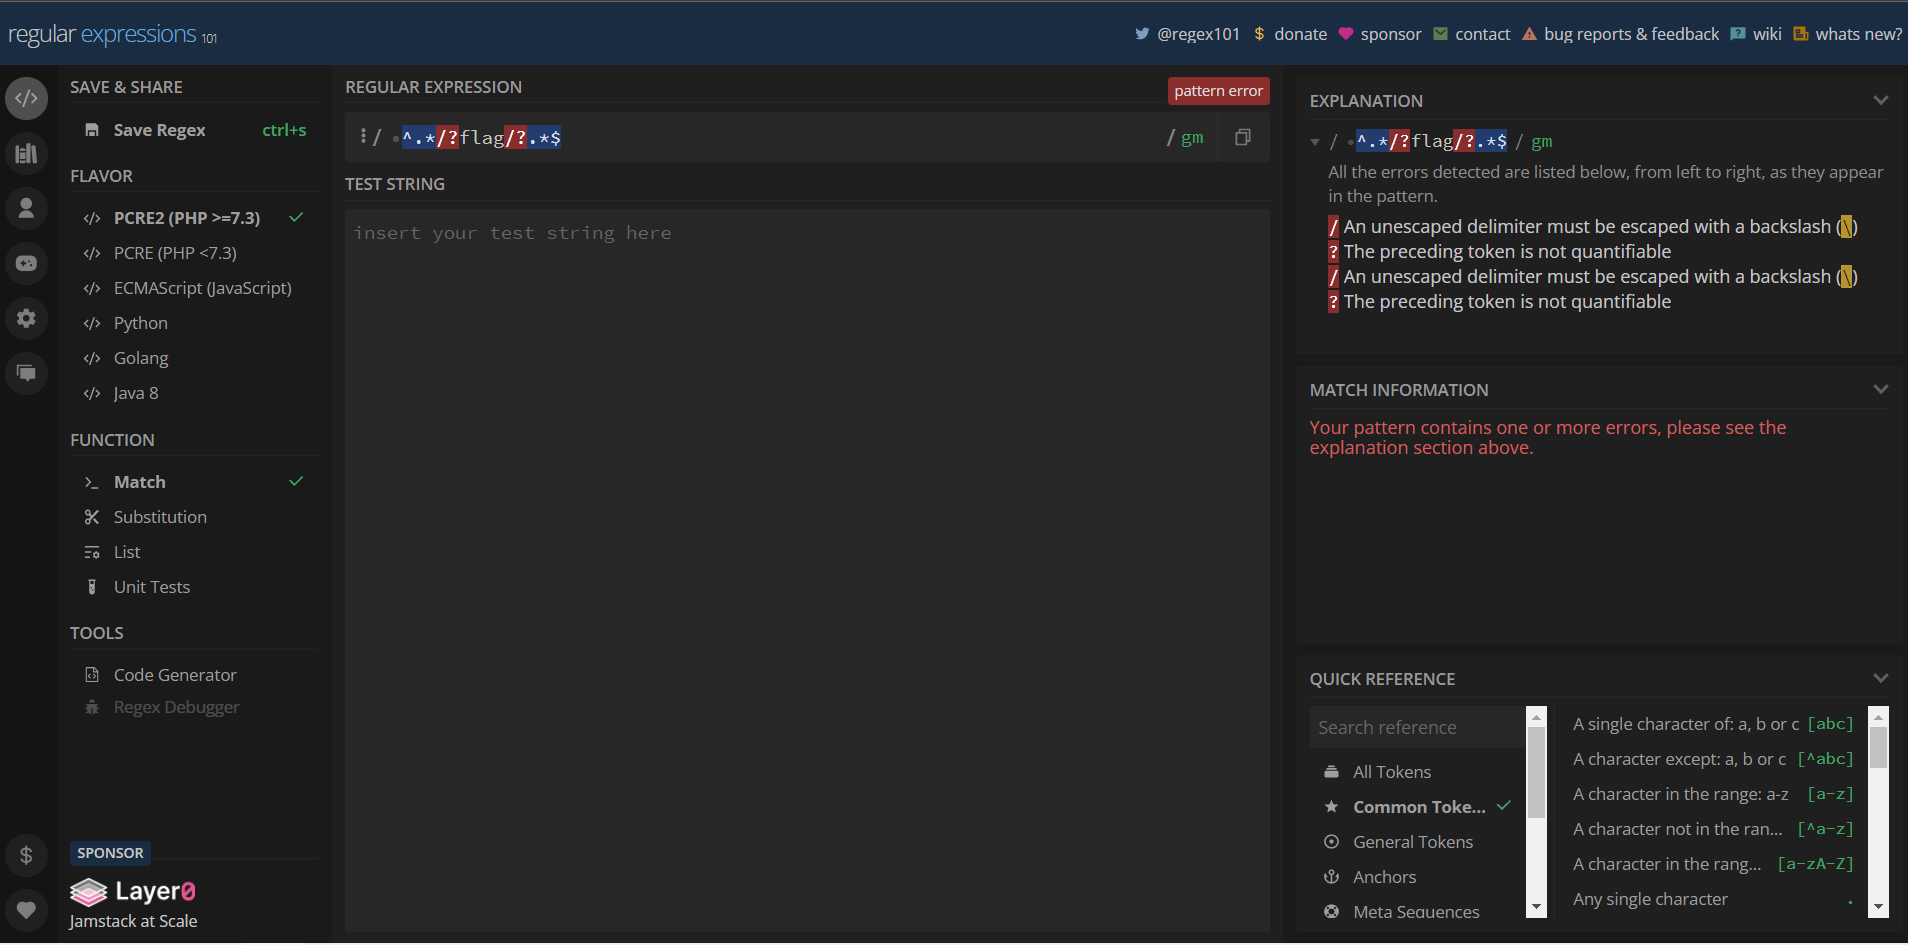 regular expressions 101
@regex101 $ donate sponsor contact bug reports & feedback wiki whats new?
SAVE & SHARE
Save Regex ctrl+s
FLAVOR
PCRE2 (PHP >=7.3)
PCRE (PHP <7.3)
ECMAScript (JavaScript)
Python
Golang
Java 8
FUNCTION
Match
Substitution
List
Unit Tests
TOOLS
Code Generator
Regex Debugger
SPONSOR
Layer0
Jamstack at Scale
REGULAR EXPRESSION
pattern error
/ ^.*/?flag/?.*$ / gm
TEST STRING
insert your test string here
EXPLANATION
/ ^.*/?flag/?.*$ / gm
All the errors detected are listed below, from left to right, as they appear
in the pattern.
/ An unescaped delimiter must be escaped with a backslash (\)
? The preceding token is not quantifiable
/ An unescaped delimiter must be escaped with a backslash (\)
? The preceding token is not quantifiable
MATCH INFORMATION
Your pattern contains one or more errors, please see the
explanation section above.
QUICK REFERENCE
Search reference
All Tokens
Common Toke...
General Tokens
Anchors
Meta Sequences
A single character of: a, b or c [abc]
A character except: a, b or c [^abc]
A character in the range: a-z [a-z]
A character not in the ran... [^a-z]
A character in the rang... [a-zA-Z]
Any single character .